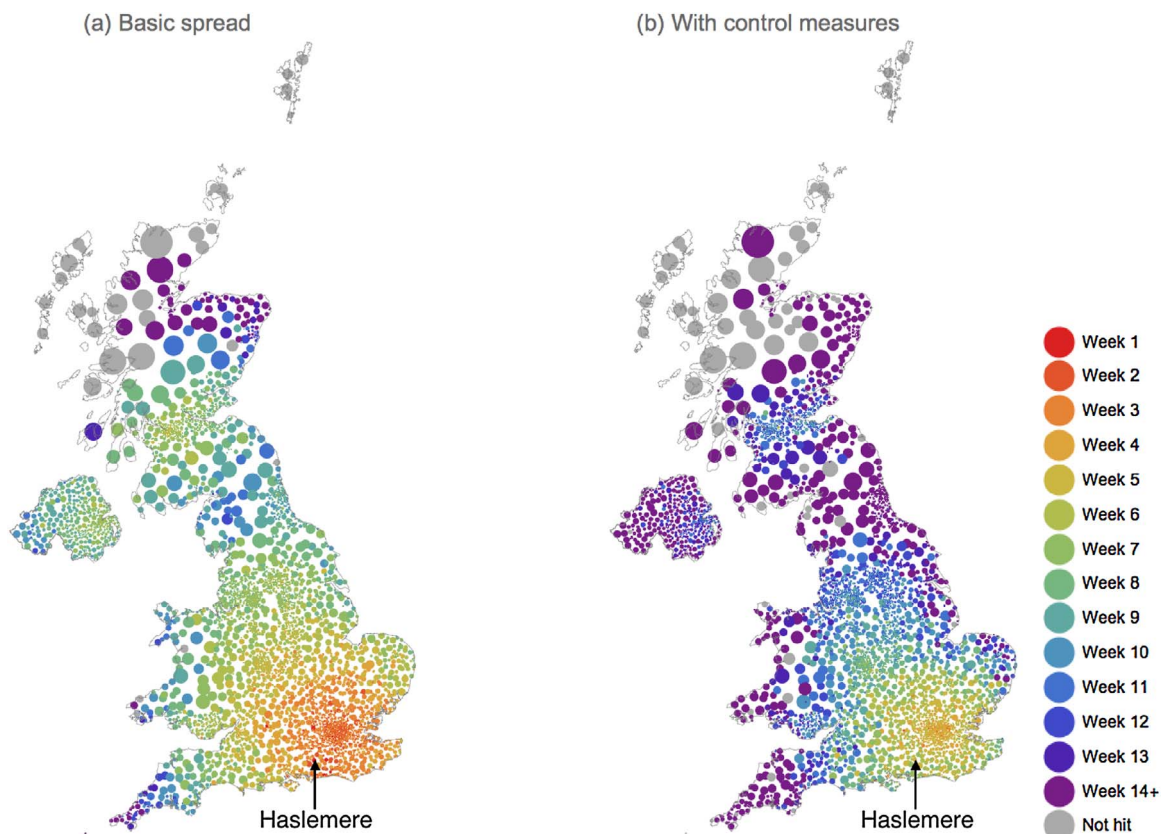 (a) Basic spread
(b) With control measures
Week 1
Week 2
Week 3
Week 4
Week 5
Week 6
Week 7
Week 8
Week 9
Week 10
Week 11
Week 12
Week 13
Week 14+
Not hit
Haslemere
Haslemere